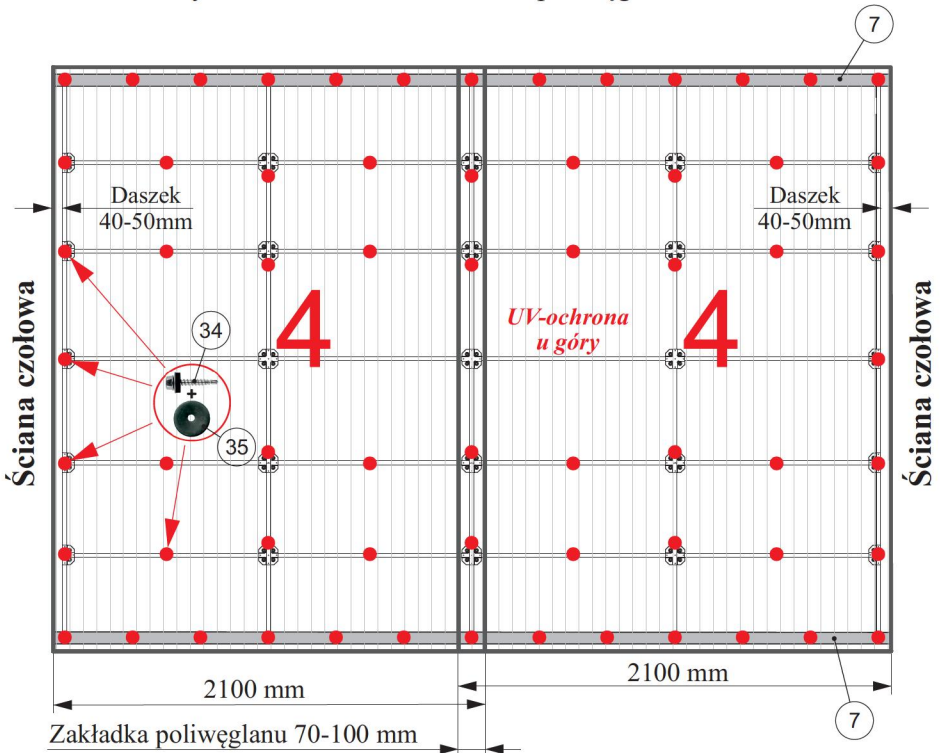 7
Daszek
40-50mm
Daszek
40-50mm
Ściana czołowa
34
+
35
4
UV-ochrona
u góry
4
Ściana czołowa
2100 mm
2100 mm
Zakładka poliwęglanu 70-100 mm
7